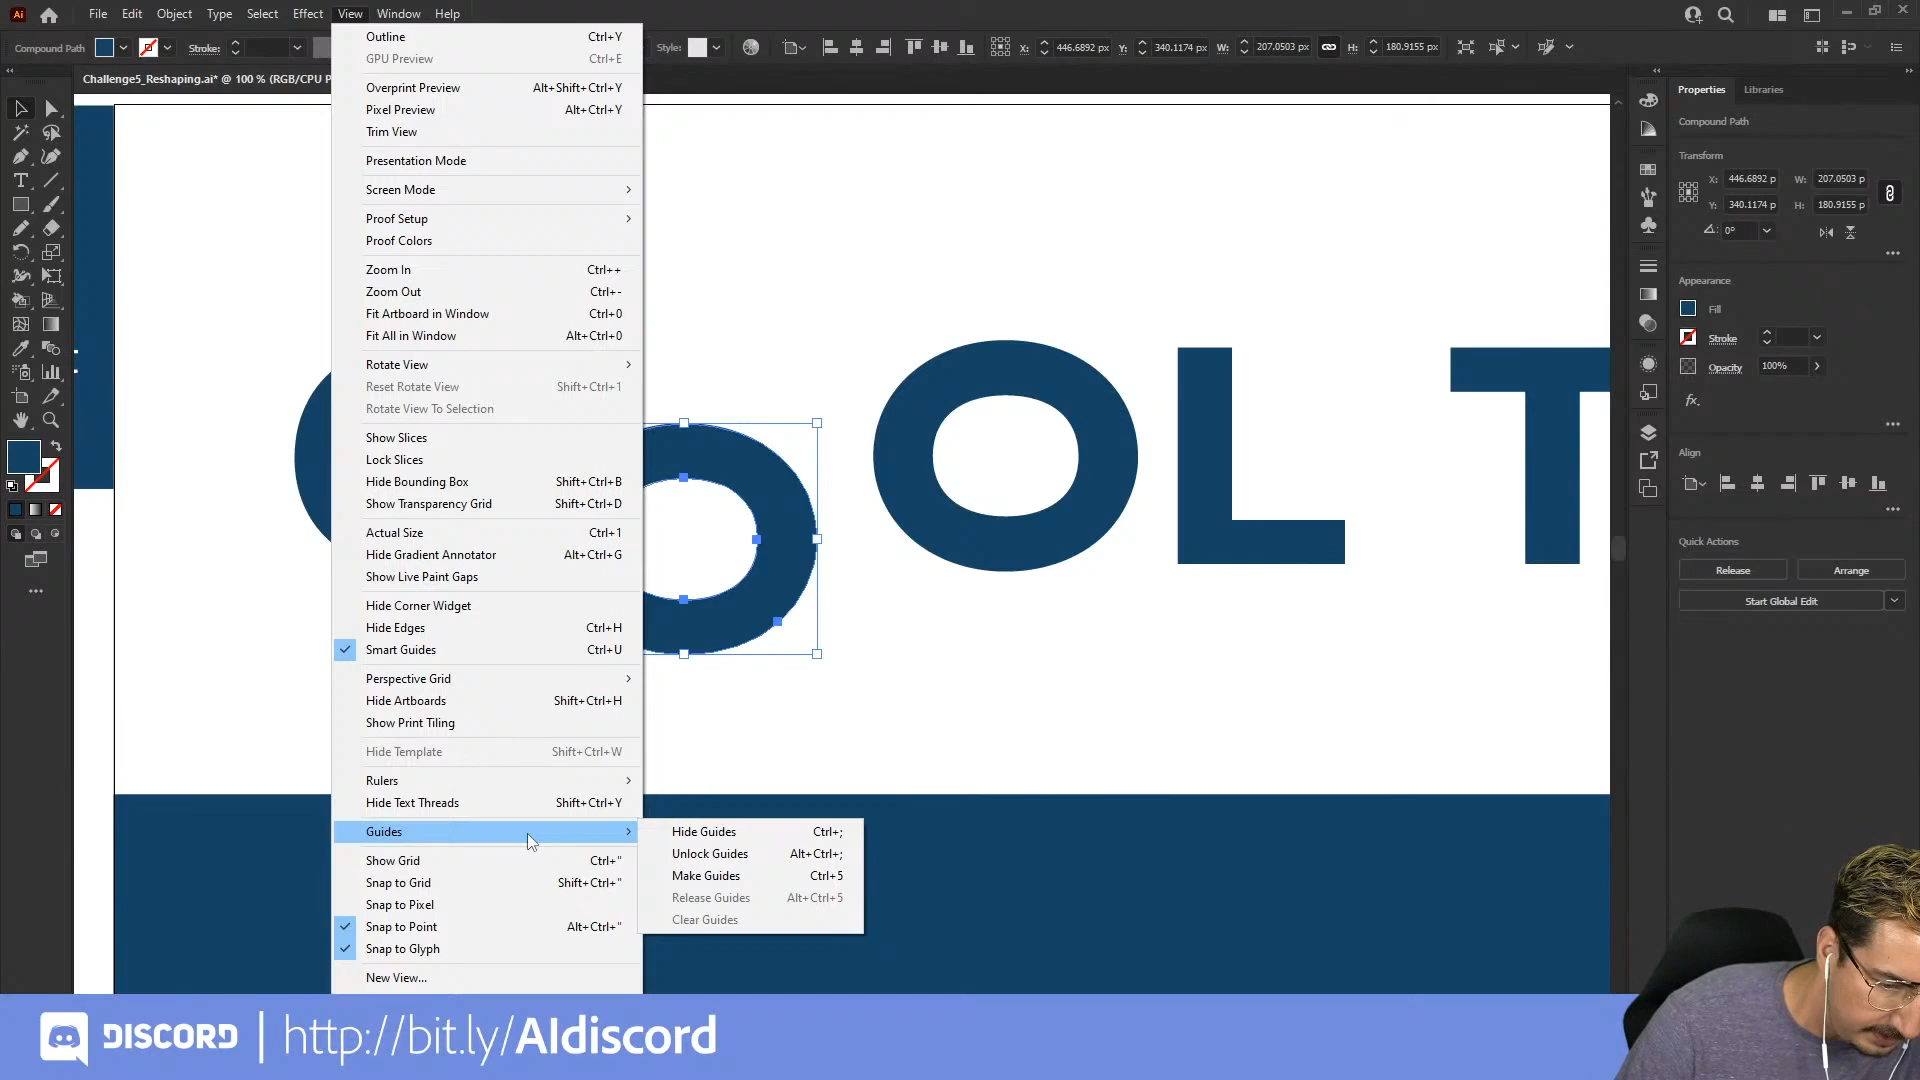 Ai File Edit Object Type Select Effect View Window Help
Compound Path Stroke: Style: X: 446.6892 px Y: 340.1174 px W: 207.0503 px H: 180.9155 px
Challenge5_Reshaping.ai* @ 100 % (RGB/CPU P
Outline Ctrl+Y
GPU Preview Ctrl+E
Overprint Preview Alt+Shift+Ctrl+Y
Pixel Preview Alt+Ctrl+Y
Trim View
Presentation Mode
Screen Mode
Proof Setup
Proof Colors
Zoom In Ctrl++
Zoom Out Ctrl+-
Fit Artboard in Window Ctrl+0
Fit All in Window Alt+Ctrl+0
Rotate View
Reset Rotate View Shift+Ctrl+1
Rotate View To Selection
Show Slices
Lock Slices
Hide Bounding Box Shift+Ctrl+B
Show Transparency Grid Shift+Ctrl+D
Actual Size Ctrl+1
Hide Gradient Annotator Alt+Ctrl+G
Show Live Paint Gaps
Hide Corner Widget
Hide Edges Ctrl+H
Smart Guides Ctrl+U
Perspective Grid
Hide Artboards Shift+Ctrl+H
Show Print Tiling
Hide Template Shift+Ctrl+W
Rulers
Hide Text Threads Shift+Ctrl+Y
Guides
Show Grid Ctrl+"
Snap to Grid Shift+Ctrl+"
Snap to Pixel
Snap to Point Alt+Ctrl+"
Snap to Glyph
New View...
Hide Guides Ctrl+;
Unlock Guides Alt+Ctrl+;
Make Guides Ctrl+5
Release Guides Alt+Ctrl+5
Clear Guides
O O L T
Properties Libraries
Compound Path
Transform
X: 446.6892 p W: 207.0503 p
Y: 340.1174 p H: 180.9155 p
0°
Appearance
Fill
Stroke
Opacity 100%
fx.
Align
Quick Actions
Release Arrange
Start Global Edit
DISCORD | http://bit.ly/AIdiscord